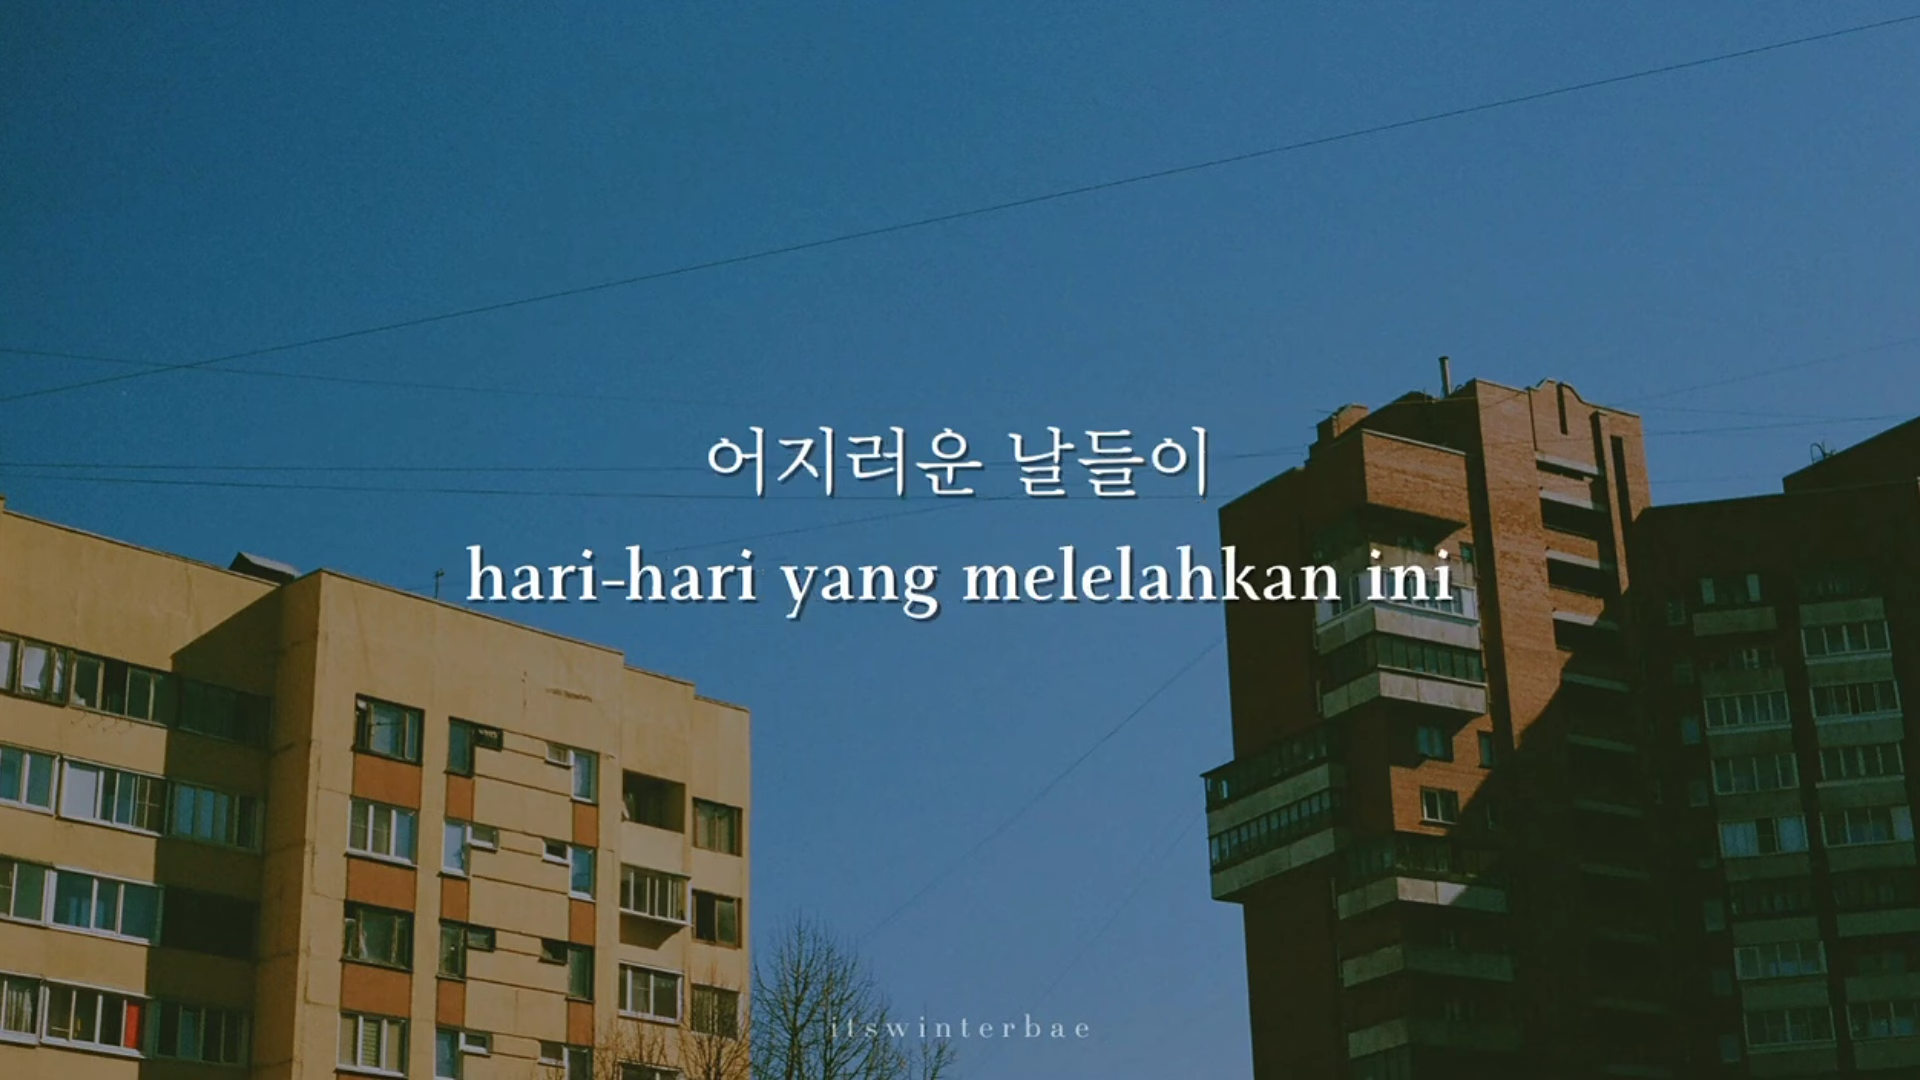 어지러운 날들이
hari-hari yang melelahkan ini
itswinterbae